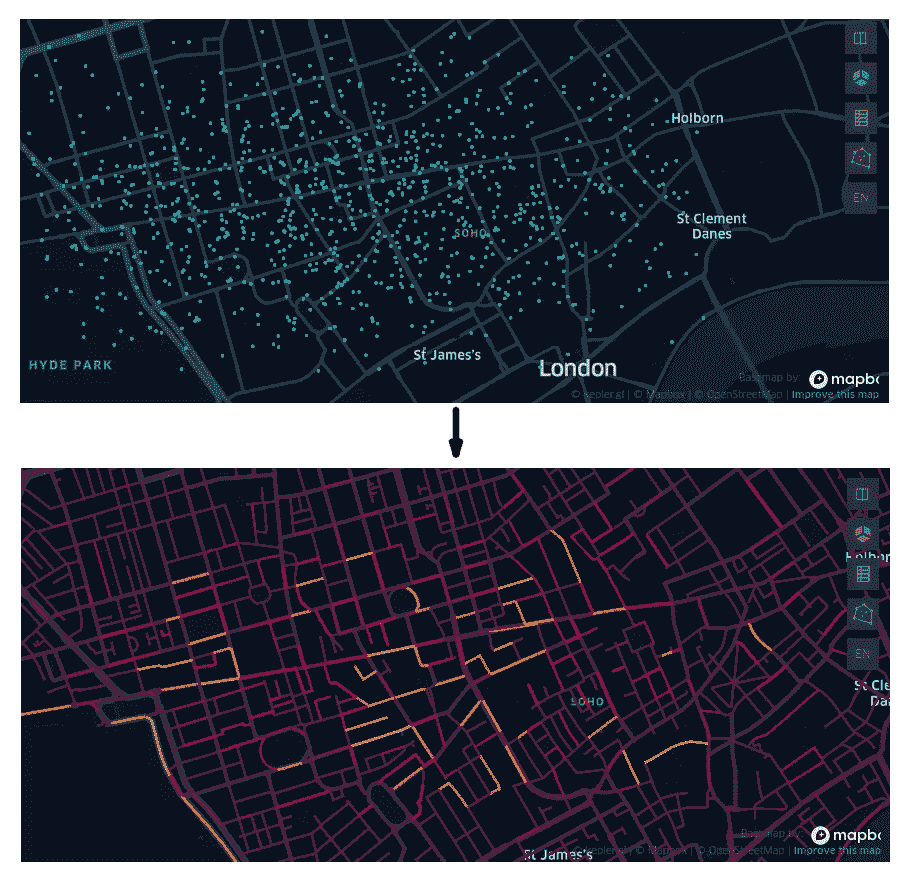 Holborn
EN
St Clement
Danes
SOHO
St James's
HYDE PARK
London
Basemap by:
mapbo
© kepler.gl | © Mapbox | © OpenStreetMap | Improve this map
Holbor
EN
St Cle
Da
SOHO
Basemap by:
mapbo
St James's
© kepler.gl | © Mapbox | © OpenStreetMap | Improve this map